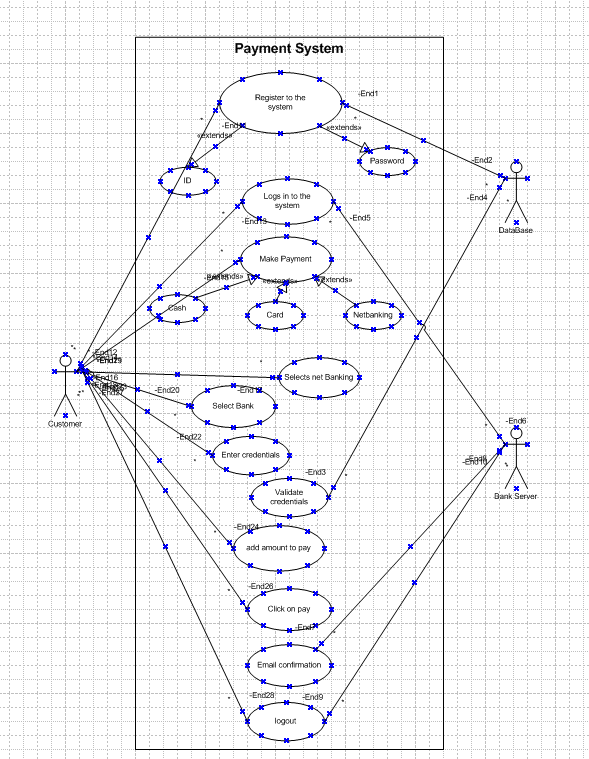 Payment System
Register to the
system
-End1
«extends»
«extends»
Password
-End2
ID
-End4
Logs in to the
system
-End5
DataBase
Make Payment
«extends»
«extends»
Cash
Card
Netbanking
-End12
Selects net Banking
-End16
-End20
Select Bank
Customer
-End6
-End22
Enter credentials
-End3
Validate
credentials
Bank Server
-End24
add amount to pay
-End26
Click on pay
Email confirmation
-End28
-End9
logout